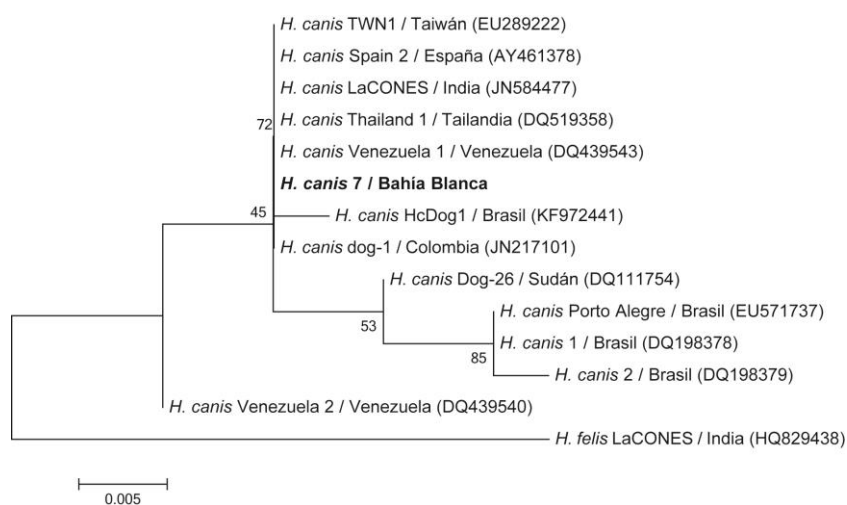 H. canis TWN1 / Taiwán (EU289222)
H. canis Spain 2 / España (AY461378)
H. canis LaCONES / India (JN584477)
H. canis Thailand 1 / Tailandia (DQ519358)
72
H. canis Venezuela 1 / Venezuela (DQ439543)
H. canis 7 / Bahía Blanca
45
H. canis HcDog1 / Brasil (KF972441)
H. canis dog-1 / Colombia (JN217101)
H. canis Dog-26 / Sudán (DQ111754)
H. canis Porto Alegre / Brasil (EU571737)
53
H. canis 1 / Brasil (DQ198378)
85
H. canis 2 / Brasil (DQ198379)
H. canis Venezuela 2 / Venezuela (DQ439540)
H. felis LaCONES / India (HQ829438)
0.005